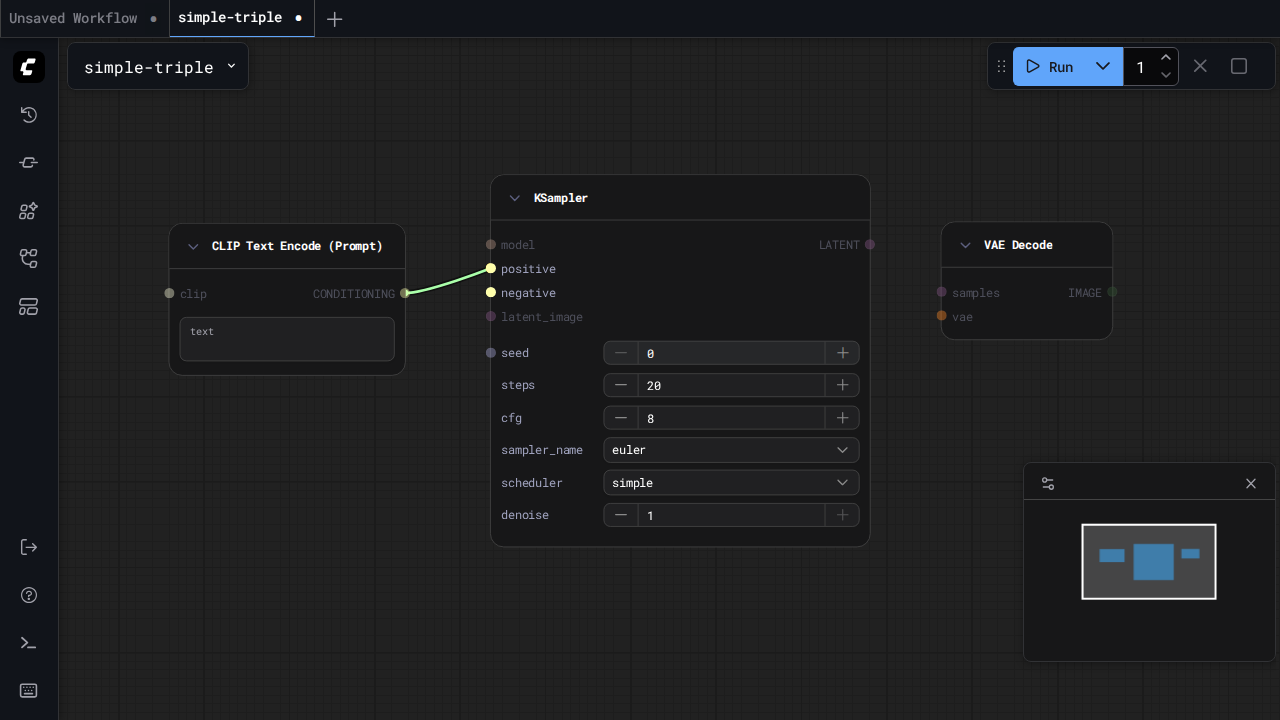 Unsaved Workflow
simple-triple
simple-triple
Run
1
KSampler
CLIP Text Encode (Prompt)
VAE Decode
model
LATENT
positive
clip
CONDITIONING
negative
samples
IMAGE
latent_image
vae
text
seed
0
steps
20
cfg
8
sampler_name
euler
scheduler
simple
denoise
1